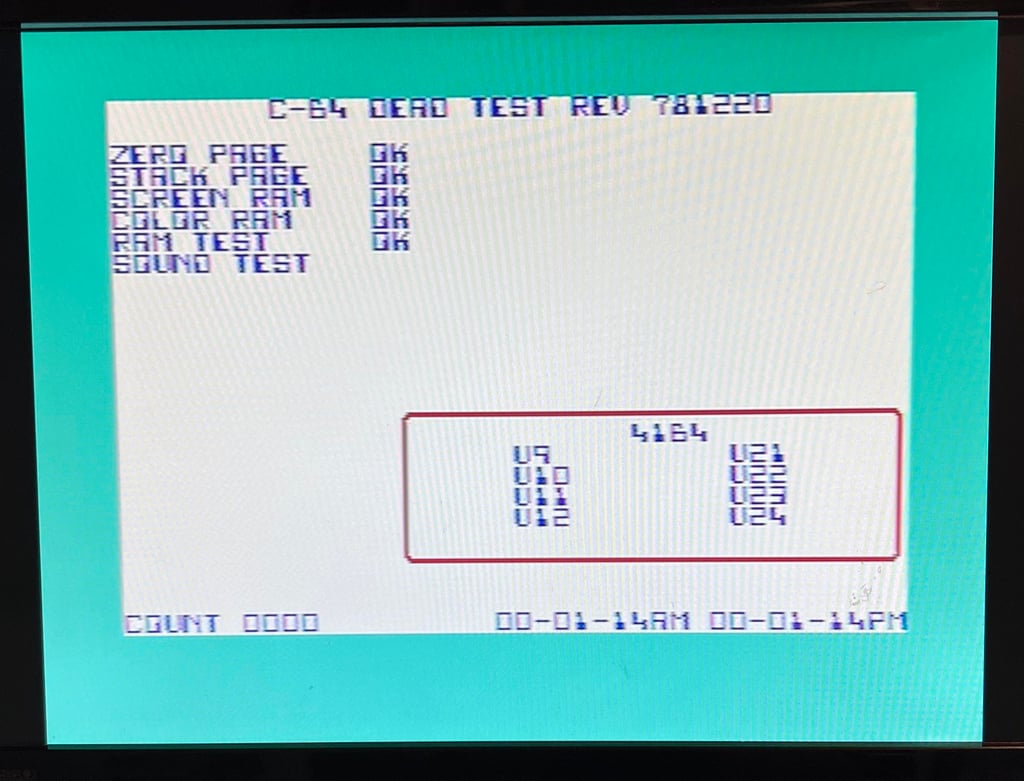 C-64 DEAD TEST REV 781220
ZERO PAGE OK
STACK PAGE OK
SCREEN RAM OK
COLOR RAM OK
RAM TEST OK
SOUND TEST
4164
U9 U21
U10 U22
U11 U23
U12 U24
COUNT 0000 00-01-14AM 00-01-14PM